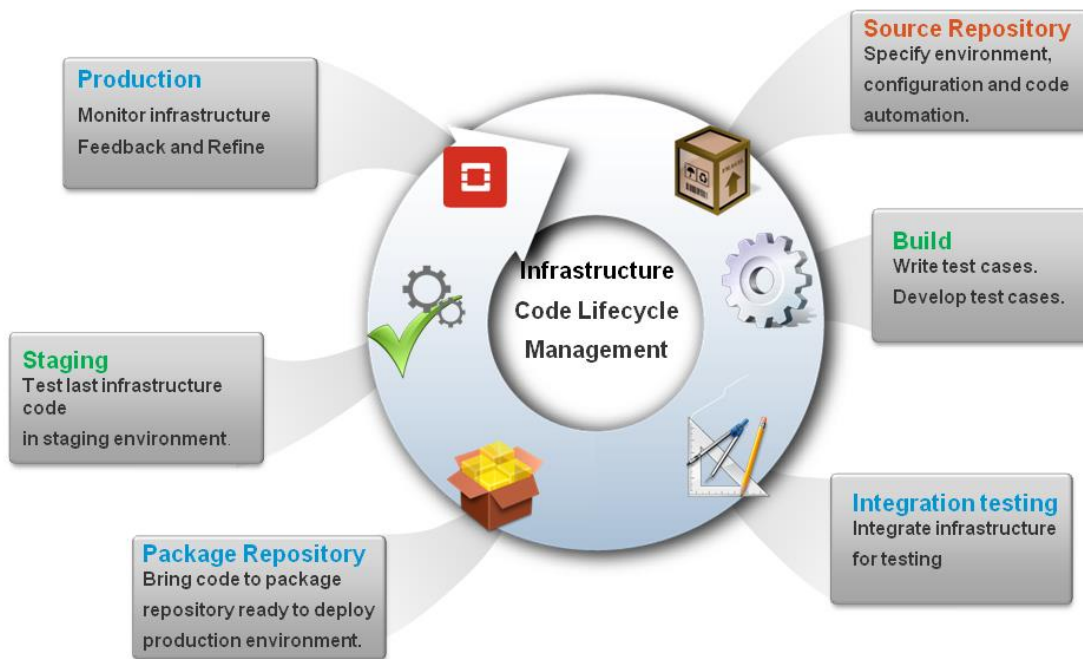 Source Repository
Specify environment,
configuration and code
automation.
Build
Write test cases.
Develop test cases.
Integration testing
Integrate infrastructure
for testing
Package Repository
Bring code to package
repository ready to deploy
production environment.
Staging
Test last infrastructure
code
in staging environment.
Production
Monitor infrastructure
Feedback and Refine
Infrastructure
Code Lifecycle
Management